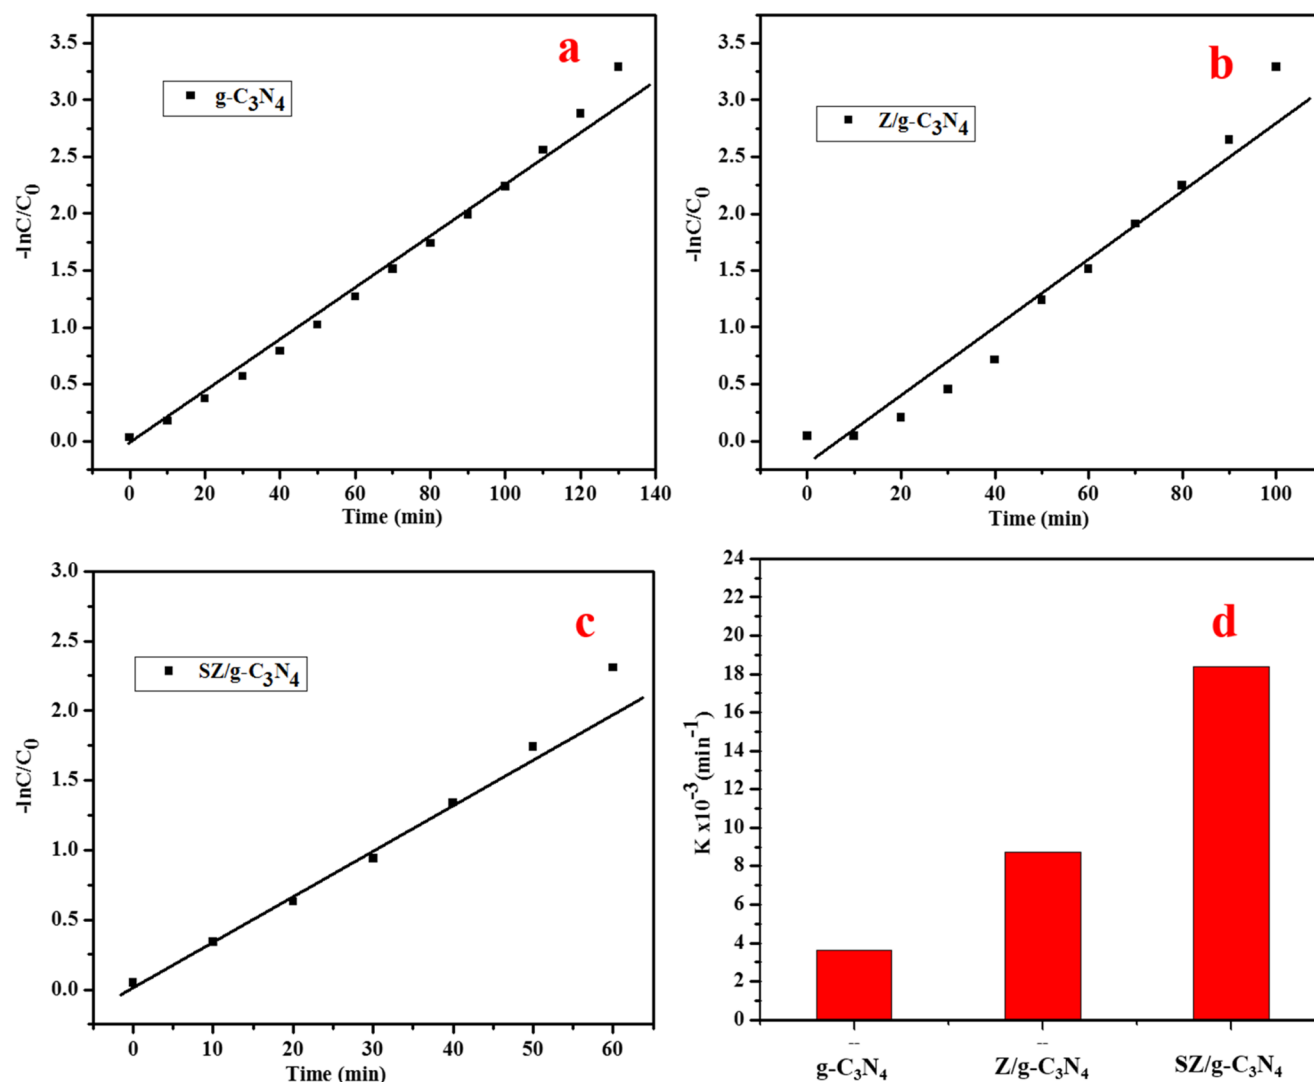 a
g-C₃N₄
3.5
3.0
2.5
2.0
1.5
1.0
0.5
0.0
-lnC/C₀
0 20 40 60 80 100 120 140
Time (min)
b
Z/g-C₃N₄
3.5
3.0
2.5
2.0
1.5
1.0
0.5
0.0
-lnC/C₀
0 20 40 60 80 100
Time (min)
c
SZ/g-C₃N₄
3.0
2.5
2.0
1.5
1.0
0.5
0.0
-lnC/C₀
0 10 20 30 40 50 60
Time (min)
d
24
22
20
18
16
14
12
10
8
6
4
2
0
K x10⁻³(min⁻¹)
-- -- --
g-C₃N₄ Z/g-C₃N₄ SZ/g-C₃N₄